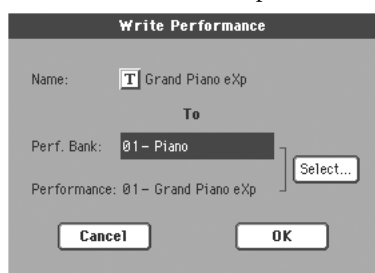 Write Performance
Name: T Grand Piano eXp
To
Perf. Bank: 01- Piano
Select...
Performance: 01- Grand Piano eXp
Cancel OK